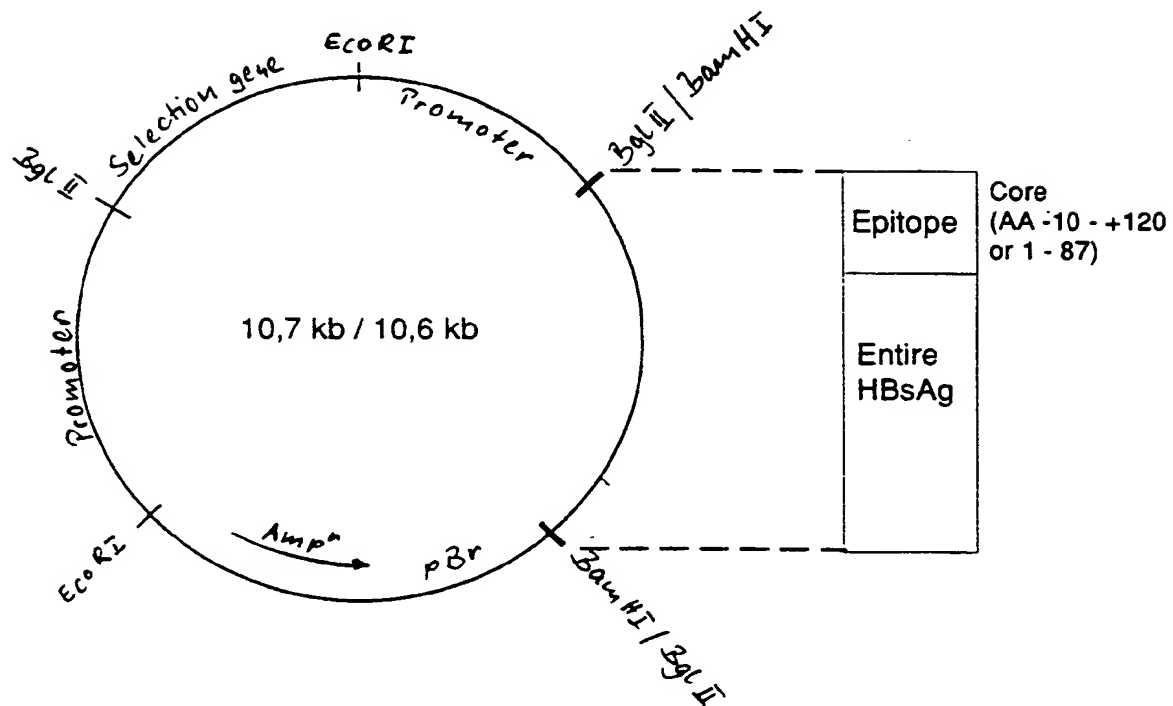 EcoRI
Selection gene
Promoter
BglII / BamHI
BglII
Epitope
Core
(AA -10 - +120
or 1 - 87)
10,7 kb / 10,6 kb
Promoter
Entire
HBsAg
EcoRI
Ampᴿ
pBr
BamHI / BglII